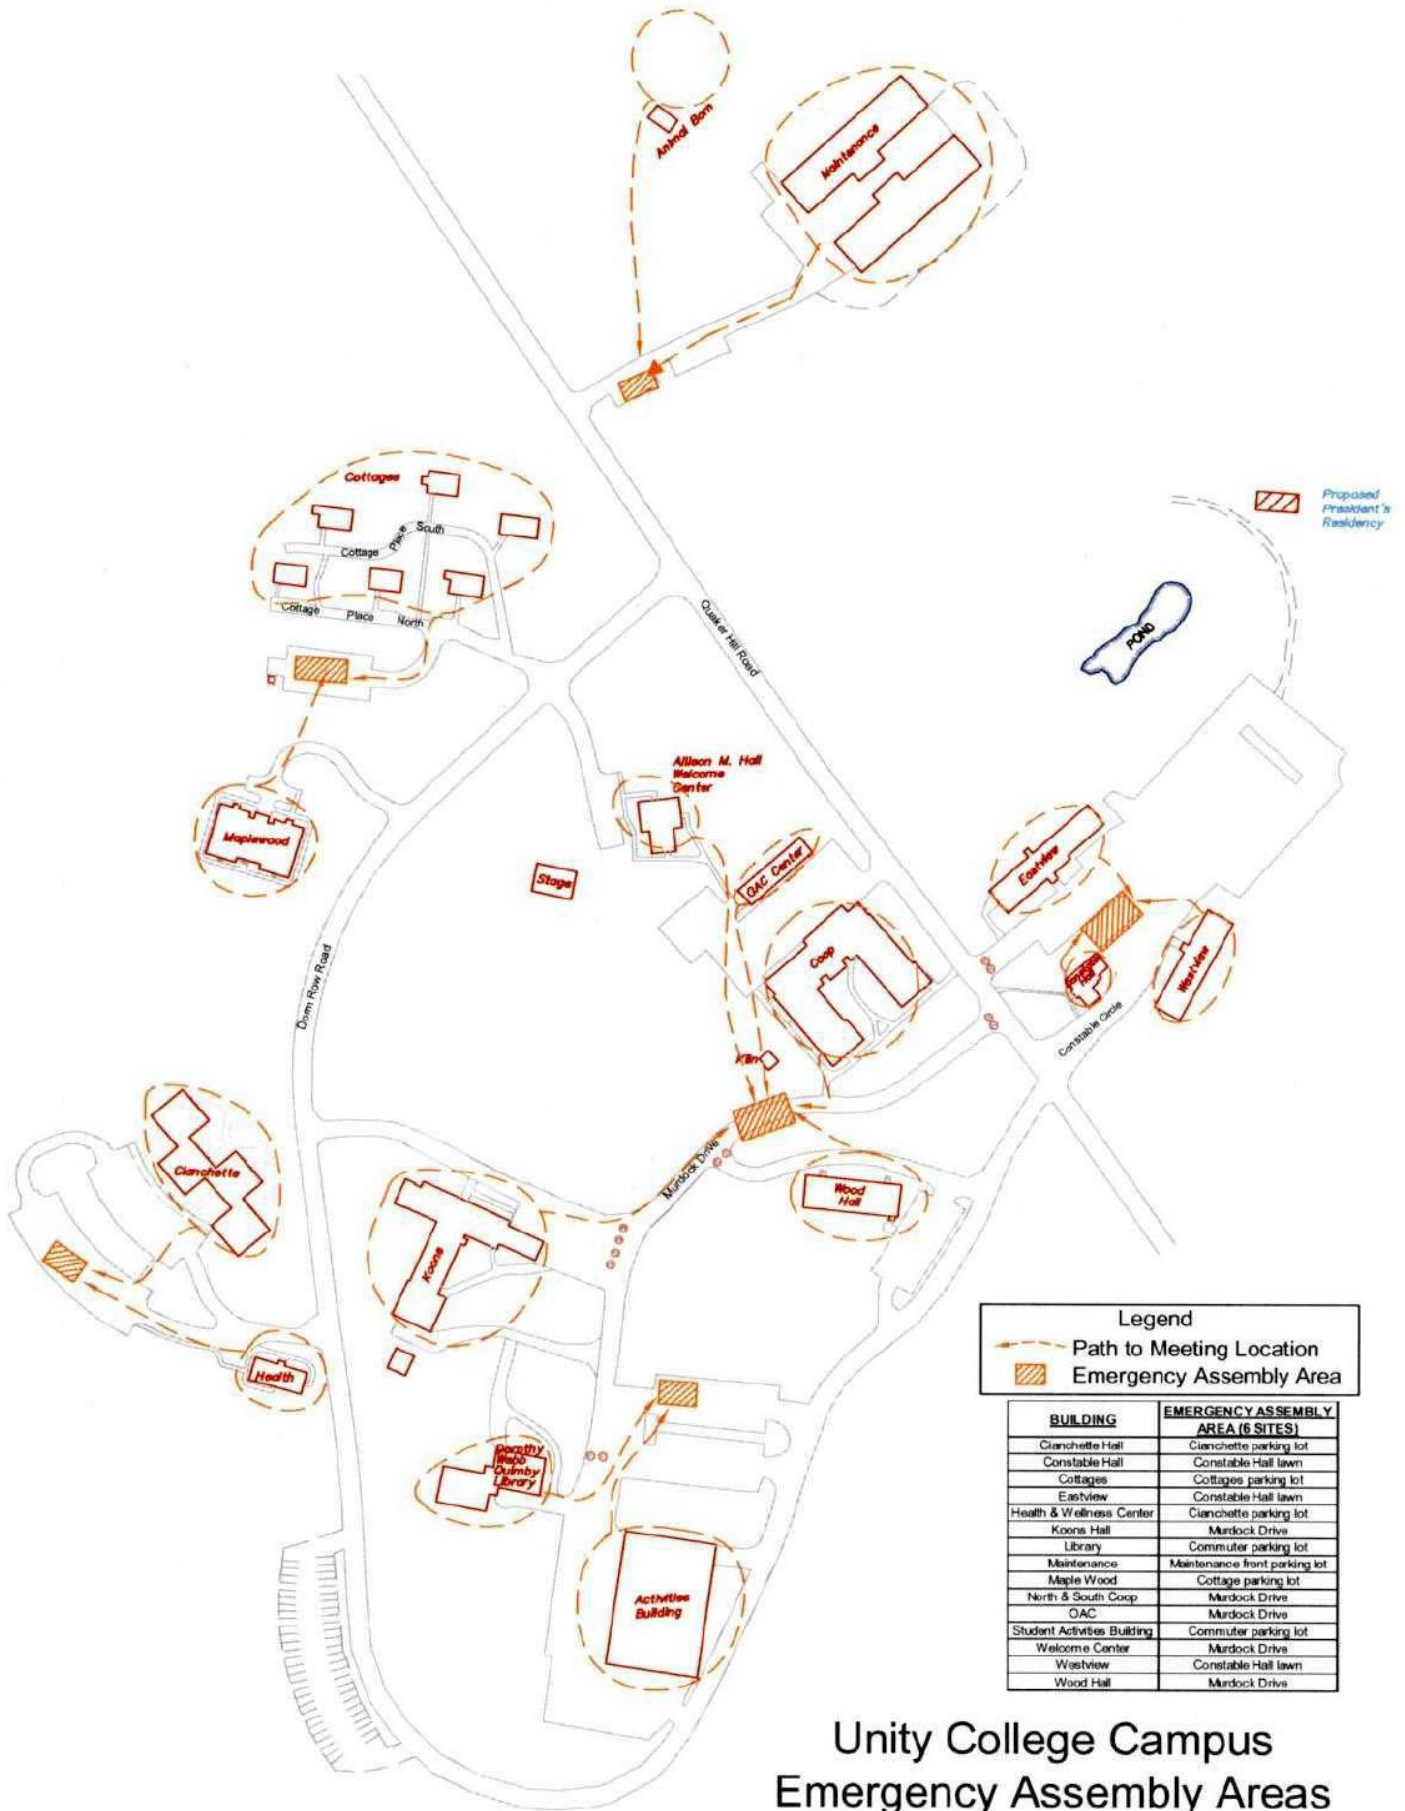 Animal Barn
Maintenance
Cottages
Cottage Place South
Cottage Place North
Proposed
President's
Residency
Quaker Hill Road
POND
Allison M. Hall
Welcome
Center
Maplewood
Stage
OAC Center
Eastview
Coop
Westview
Hall
Constable Circle
Dorm Row Road
Kiln
Murdock Drive
Cianchette
Wood
Hall
Koons
Health
Dorothy
Webb
Quimby
Library
Activities
Building
Legend
Path to Meeting Location
Emergency Assembly Area
BUILDING EMERGENCY ASSEMBLY
AREA (6 SITES)
Cianchette Hall Cianchette parking lot
Constable Hall Constable Hall lawn
Cottages Cottages parking lot
Eastview Constable Hall lawn
Health & Wellness Center Cianchette parking lot
Koons Hall Murdock Drive
Library Commuter parking lot
Maintenance Maintenance front parking lot
Maple Wood Cottage parking lot
North & South Coop Murdock Drive
OAC Murdock Drive
Student Activities Building Commuter parking lot
Welcome Center Murdock Drive
Westview Constable Hall lawn
Wood Hall Murdock Drive
Unity College Campus
Emergency Assembly Areas